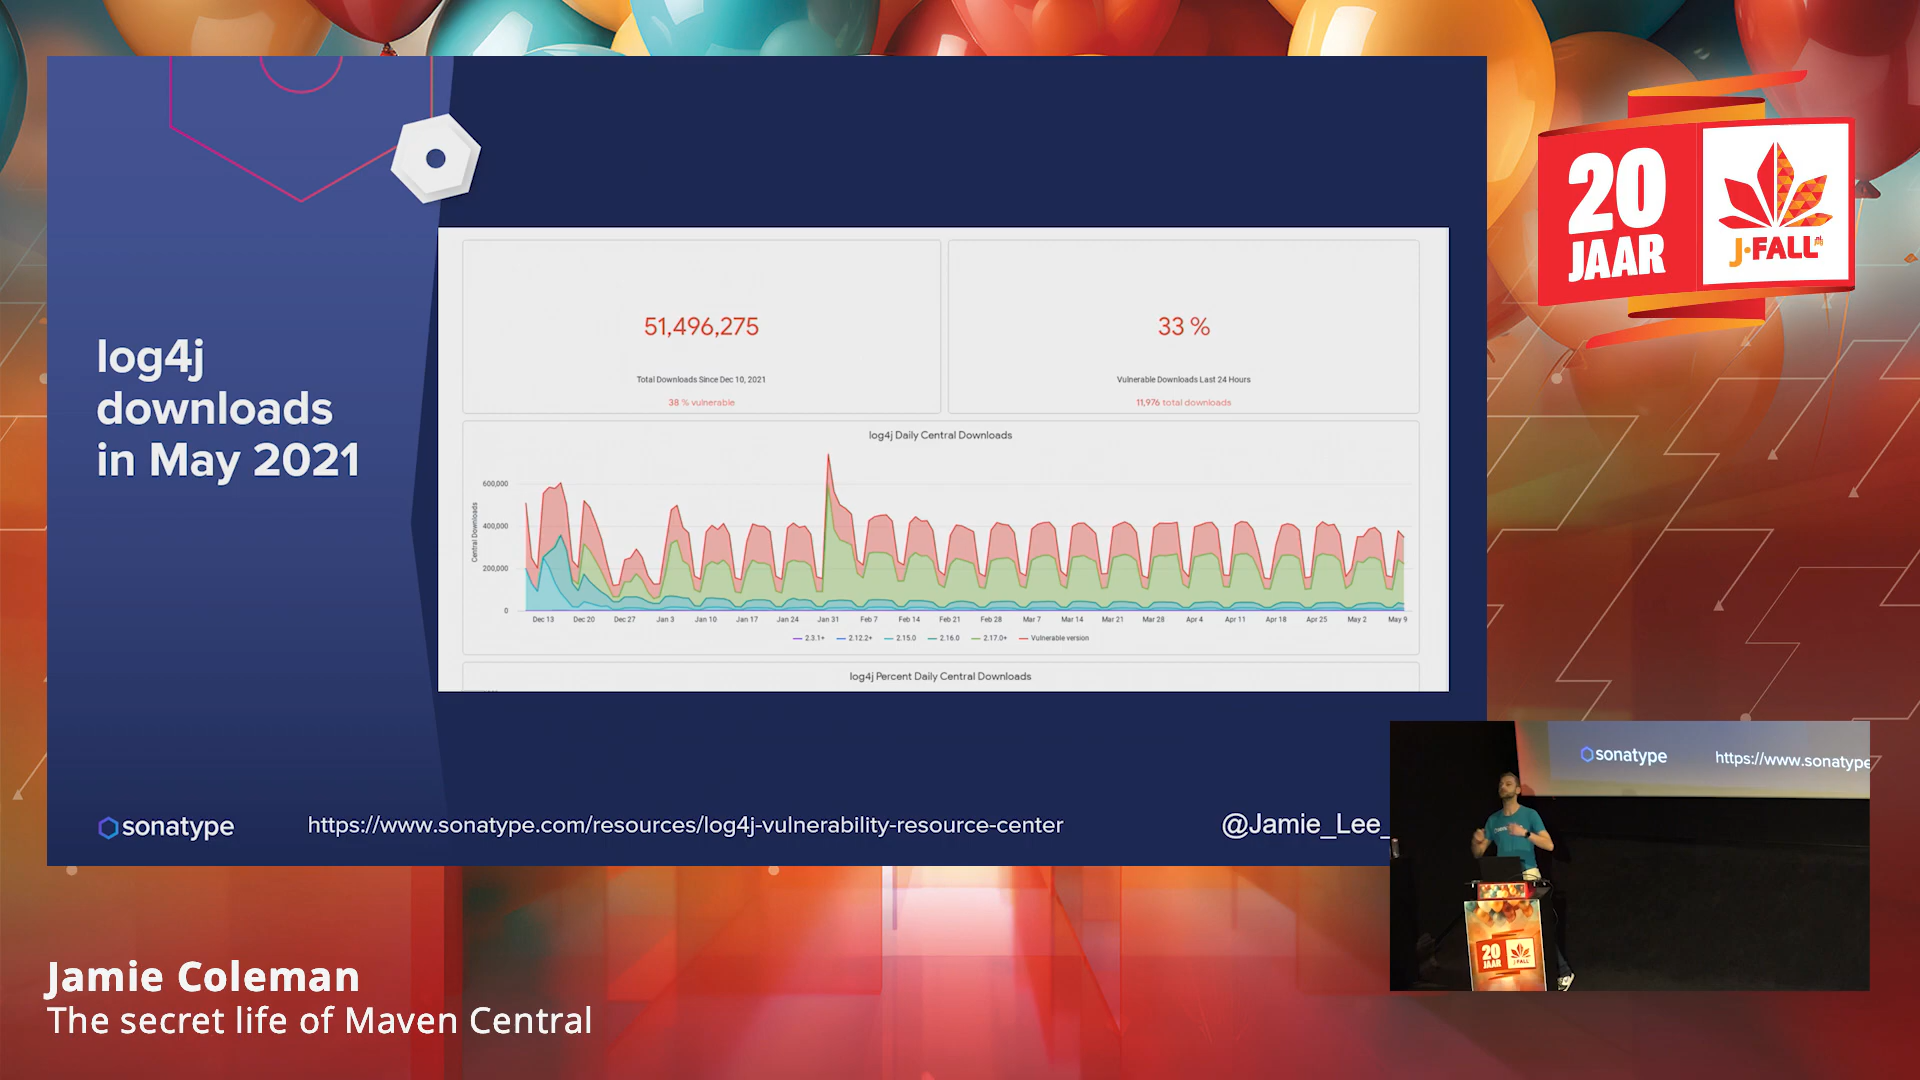 log4j
downloads
in May 2021
51,496,275
Total Downloads Since Dec 10, 2021
38 % vulnerable
33 %
Vulnerable Downloads Last 24 Hours
11,976 total downloads
log4j Daily Central Downloads
Central Downloads
600,000
400,000
200,000
0
Dec 13 Dec 20 Dec 27 Jan 3 Jan 10 Jan 17 Jan 24 Jan 31 Feb 7 Feb 14 Feb 21 Feb 28 Mar 7 Mar 14 Mar 21 Mar 28 Apr 4 Apr 11 Apr 18 Apr 25 May 2 May 9
2.3.1+ 2.12.2+ 2.15.0 2.16.0 2.17.0+ Vulnerable version
log4j Percent Daily Central Downloads
sonatype
https://www.sonatype.com/resources/log4j-vulnerability-resource-center
@Jamie_Lee_
20
JAAR
J-FALL
sonatype
https://www.sonatype
20
JAAR
J-FALL
Jamie Coleman
The secret life of Maven Central